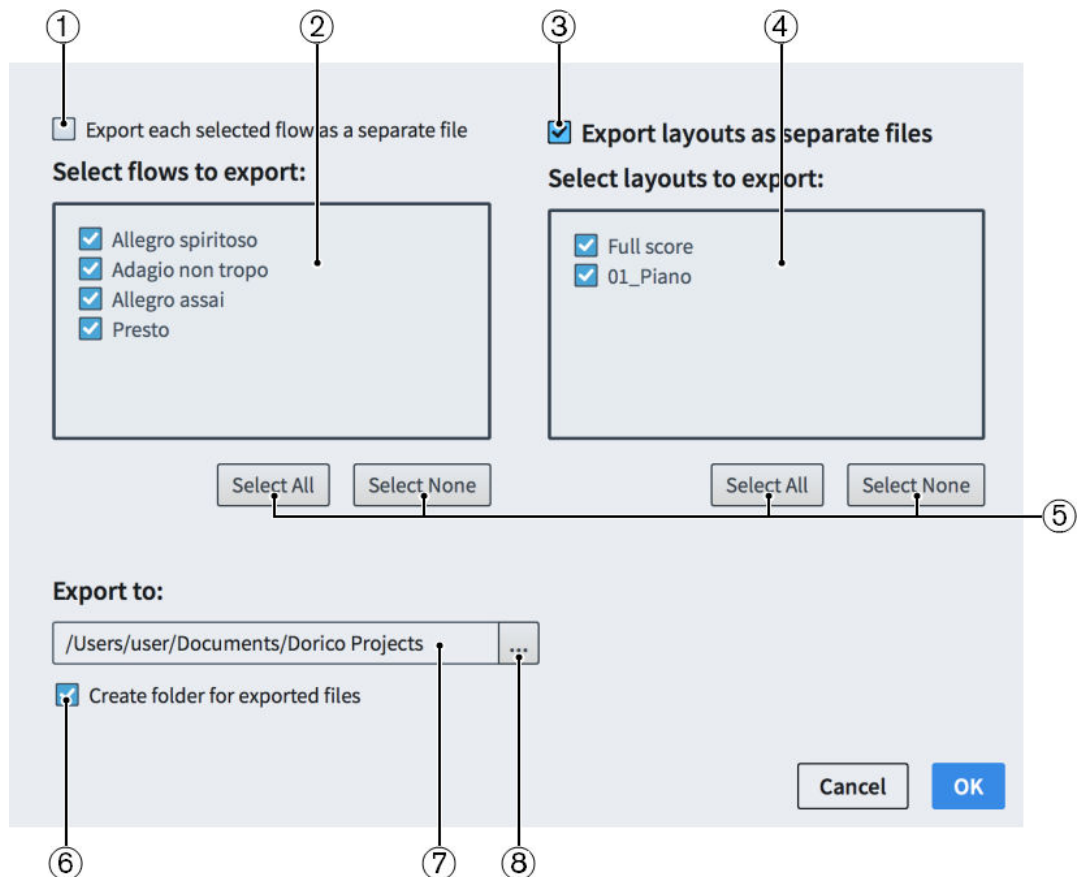 ① ② ③ ④
Export each selected flow as a separate file
Select flows to export:
Allegro spiritoso
Adagio non tropo
Allegro assai
Presto
Select All Select None
Export layouts as separate files
Select layouts to export:
Full score
01_Piano
Select All Select None
⑤
Export to:
/Users/user/Documents/Dorico Projects ...
Create folder for exported files
Cancel OK
⑥ ⑦ ⑧